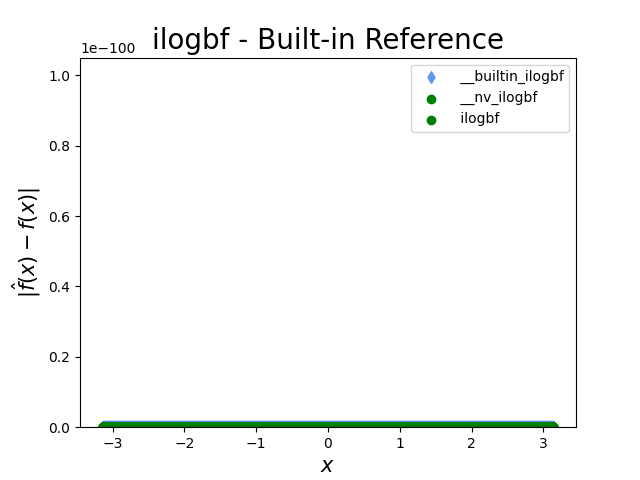 ilogbf - Built-in Reference
1e−100
1.0
0.8
0.6
0.4
0.2
0.0
|f̂(x) − f(x)|
__builtin_ilogbf
__nv_ilogbf
ilogbf
−3 −2 −1 0 1 2 3
x